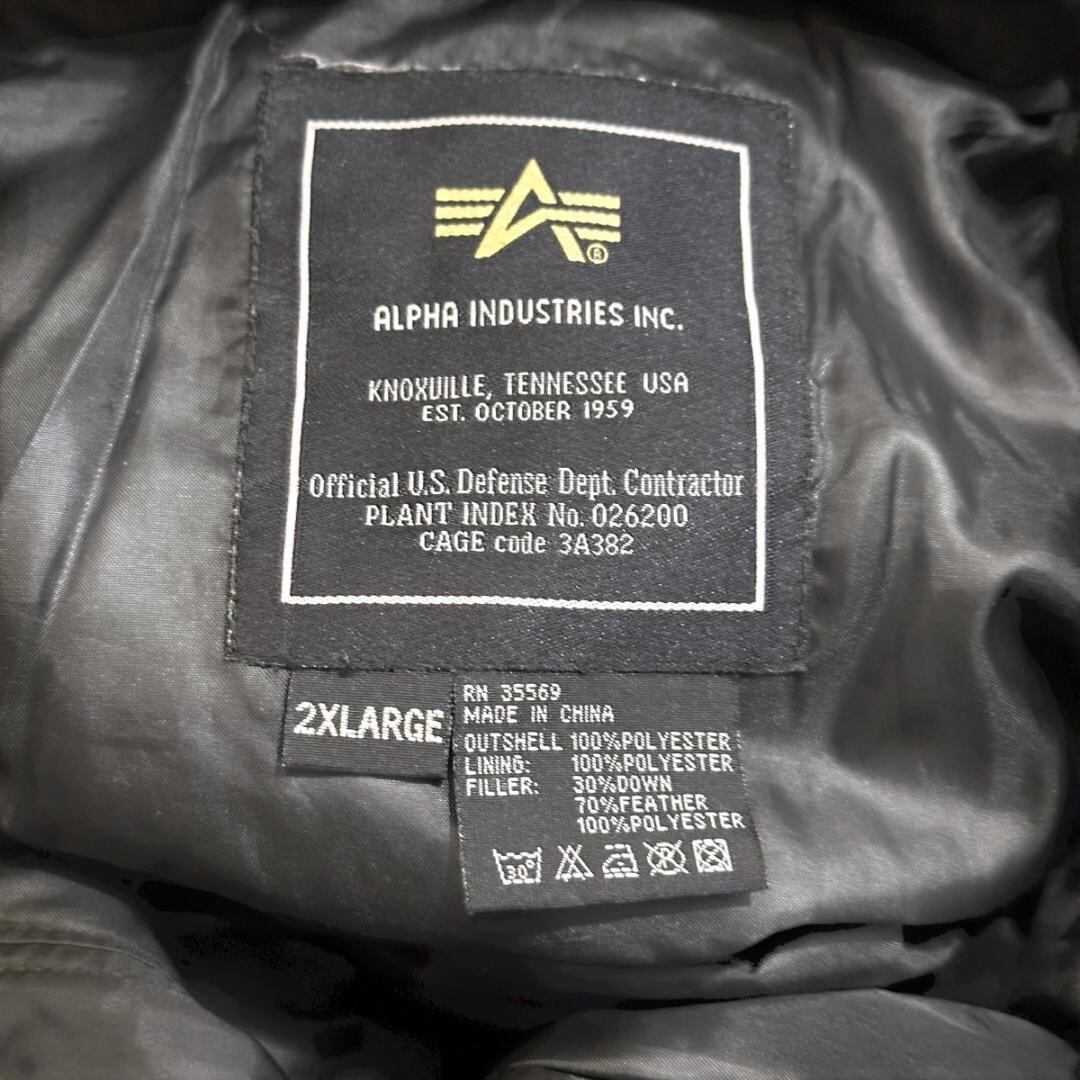 ALPHA INDUSTRIES INC.
KNOXVILLE, TENNESSEE USA
EST. OCTOBER 1959
Official U.S. Defense Dept. Contractor
PLANT INDEX No. 026200
CAGE code 3A382
2XLARGE
RN 35569
MADE IN CHINA
OUTSHELL 100%POLYESTER
LINING: 100%POLYESTER
FILLER: 30%DOWN
70%FEATHER
100%POLYESTER
30°